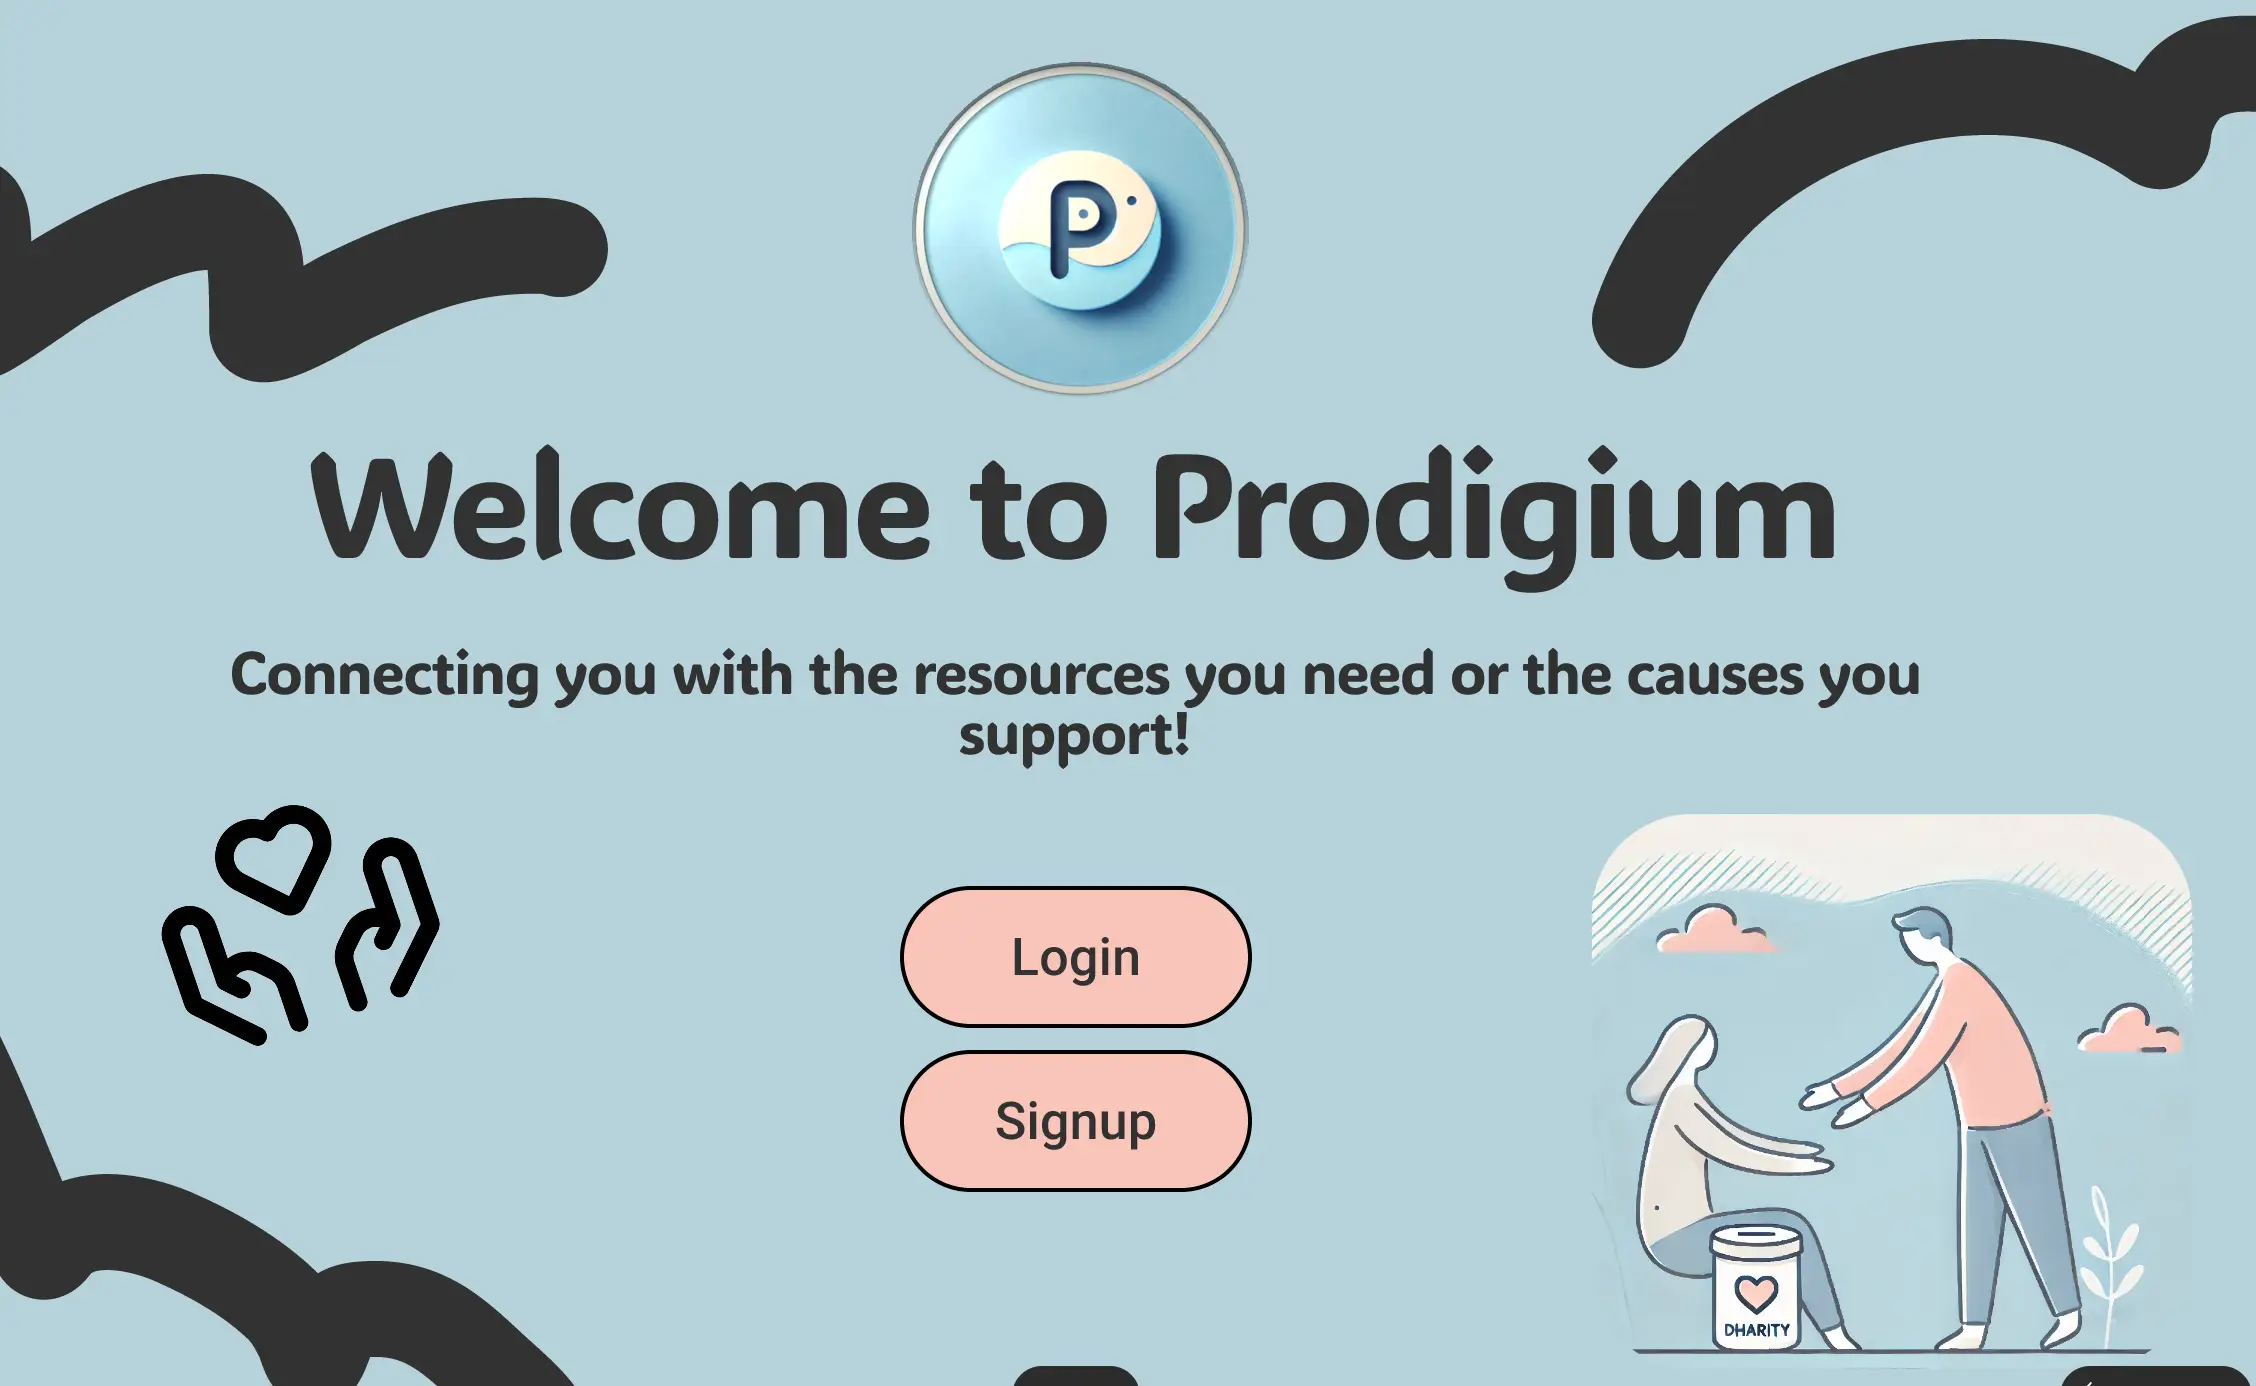 P
Welcome to Prodigium
Connecting you with the resources you need or the causes you
support!
Login
Signup
DHARITY